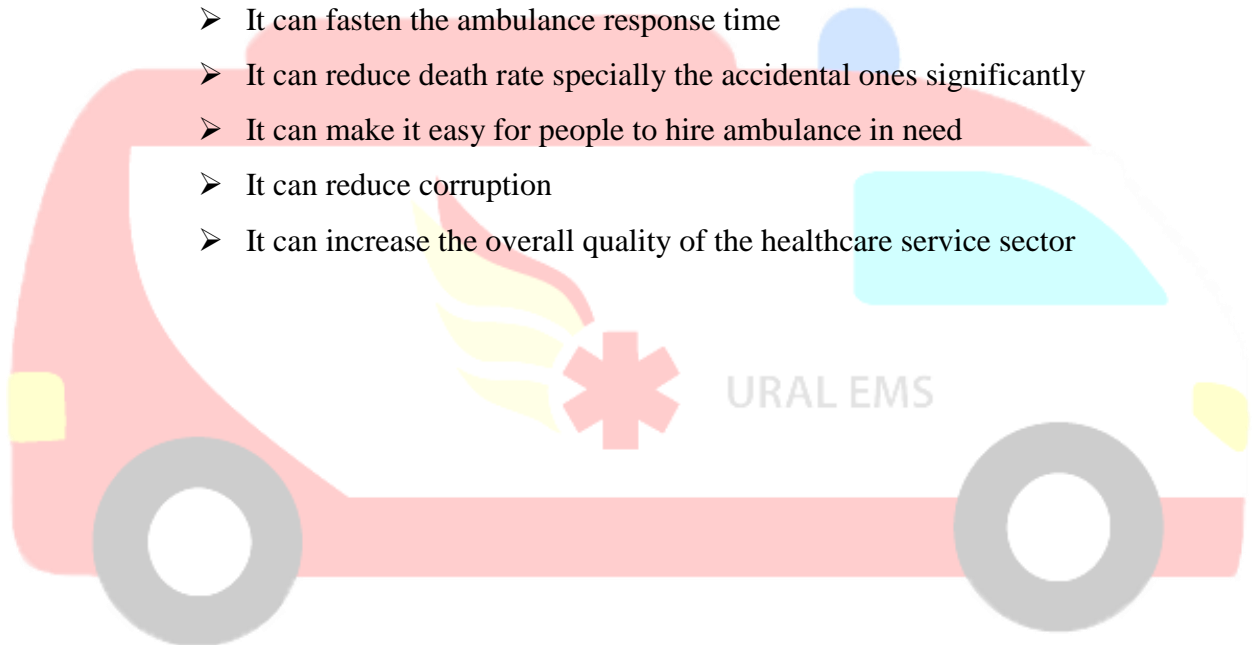 ➢ It can fasten the ambulance response time
➢ It can reduce death rate specially the accidental ones significantly
➢ It can make it easy for people to hire ambulance in need
➢ It can reduce corruption
➢ It can increase the overall quality of the healthcare service sector
URAL EMS